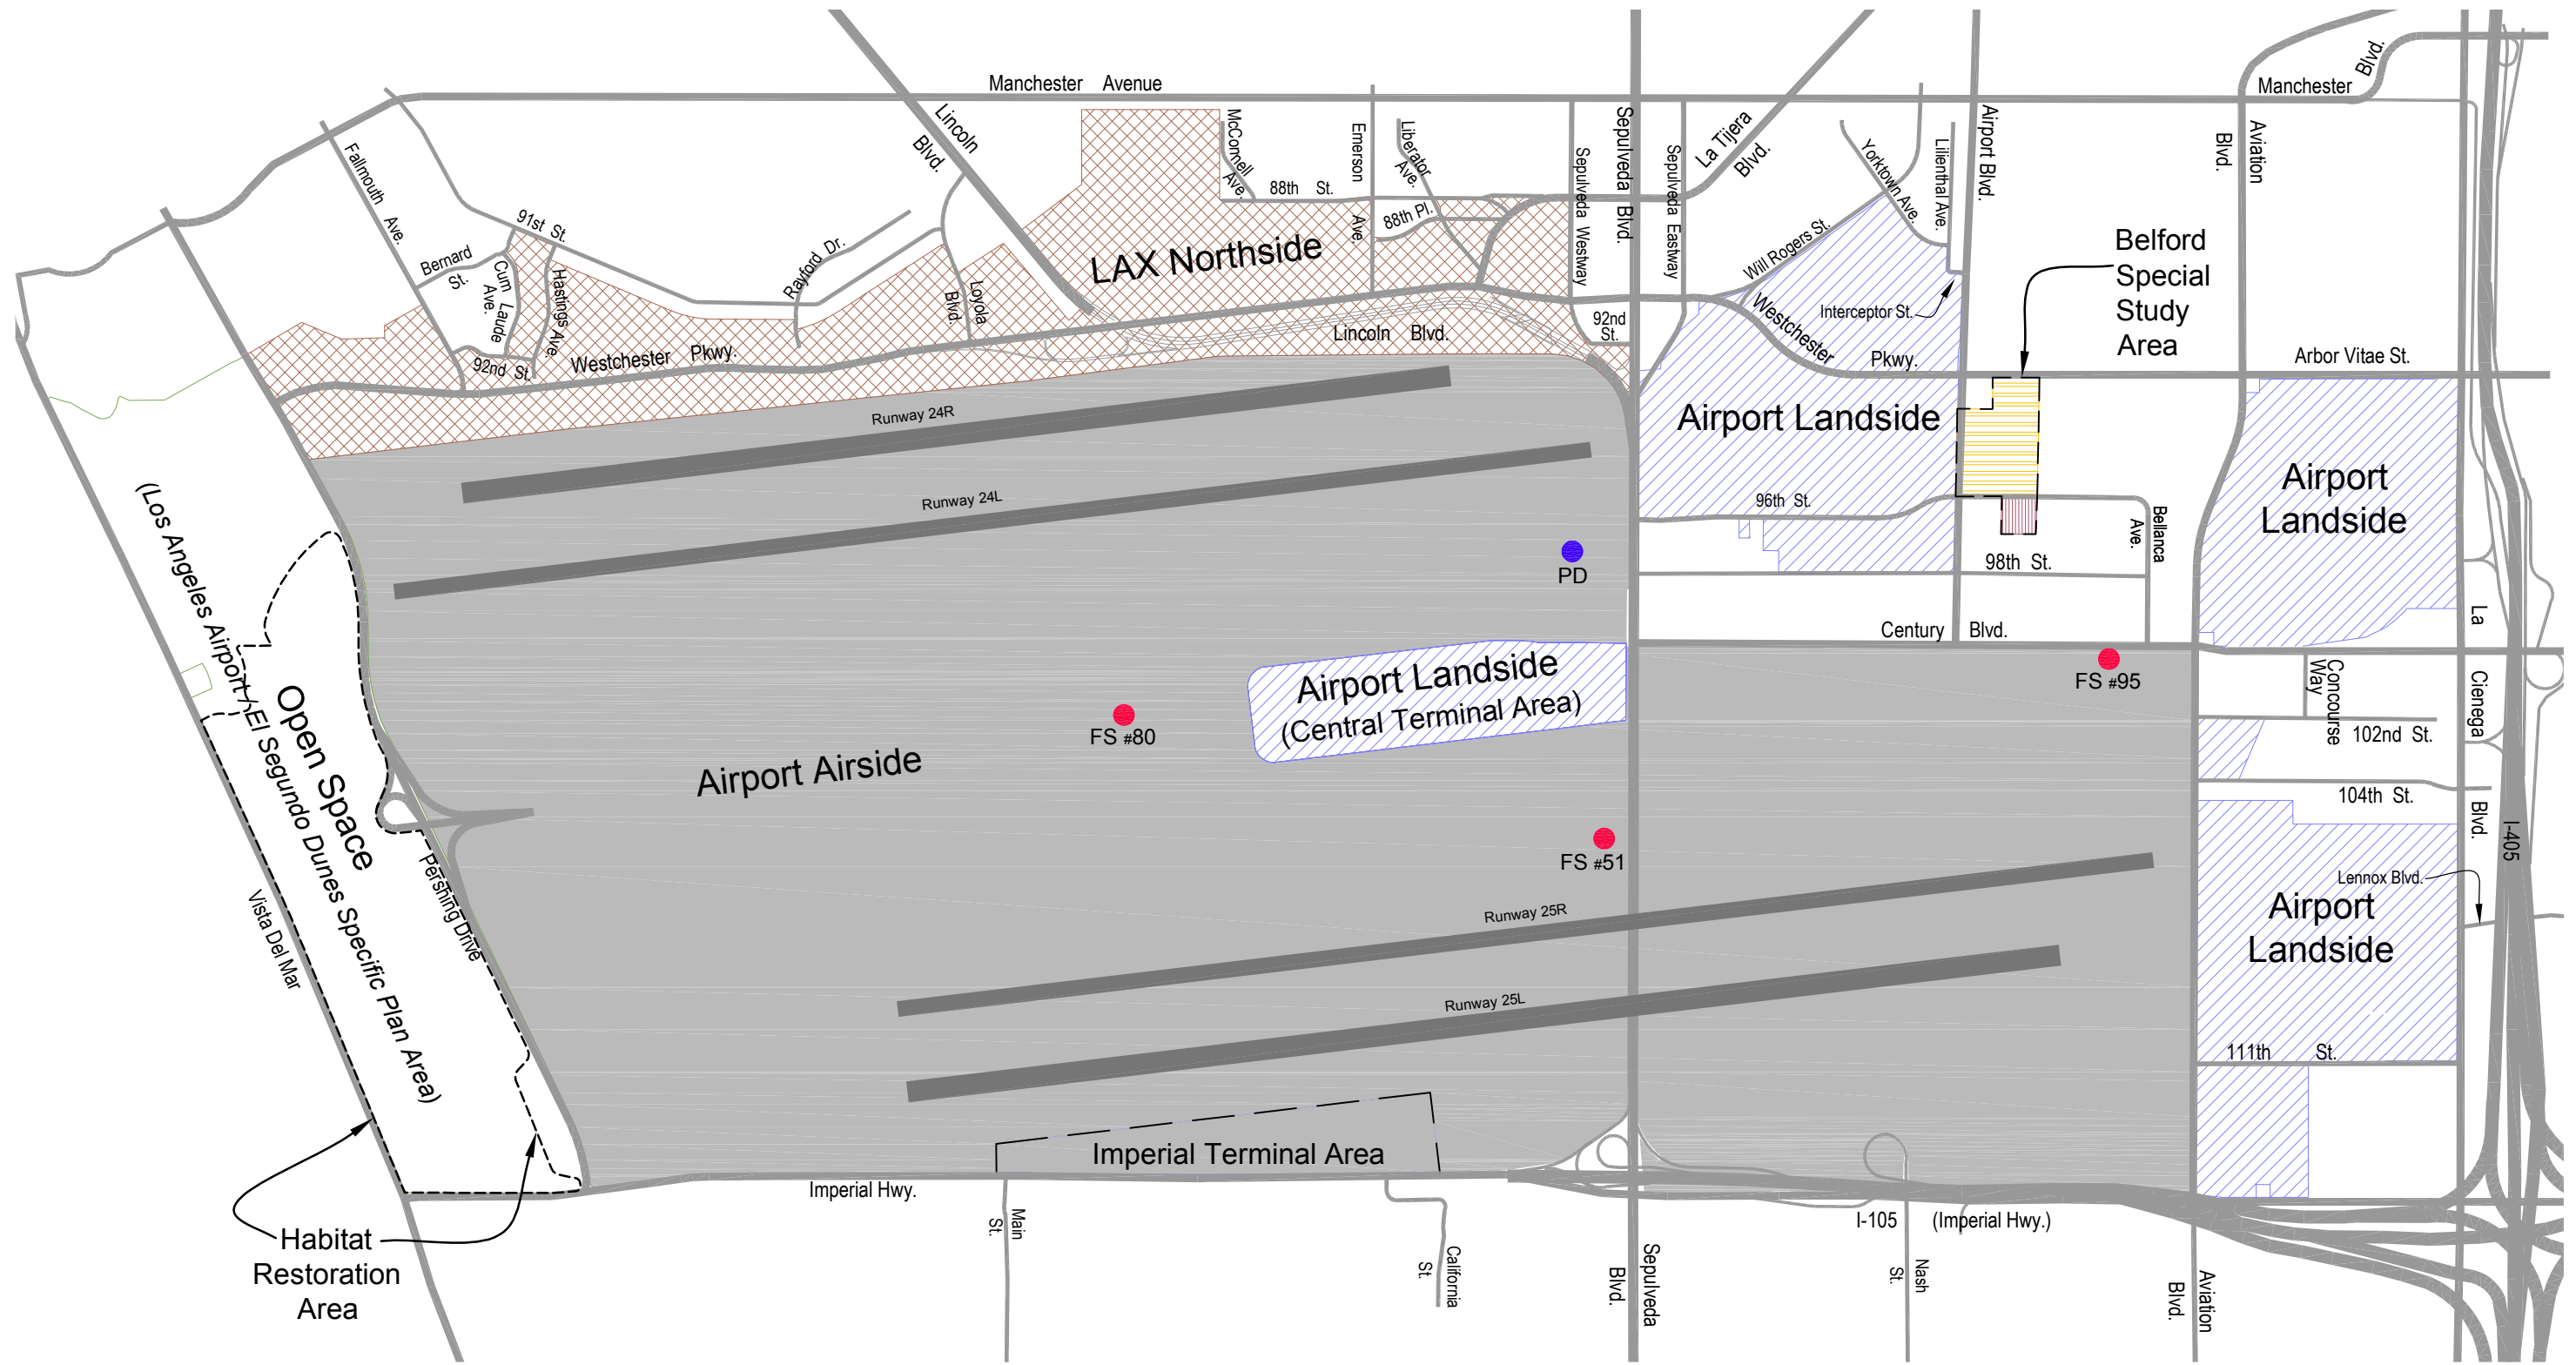 Manchester Avenue
Manchester
Blvd.
Lincoln
Blvd.
McConnell
Ave.
Emerson
Ave.
Liberator
Ave.
88th St.
88th Pl.
Sepulveda Westway
Sepulveda Blvd.
Sepulveda Eastway
La Tijera
Blvd.
Yorktown Ave.
Lilienthal Ave.
Airport Blvd.
Aviation
Blvd.
Fallmouth Ave.
91st St.
Bernard
St.
Cum Laude
Ave.
Hastings Ave.
Rayford Dr.
Loyola
Blvd.
LAX Northside
Will Rogers St.
Interceptor St.
Belford
Special
Study
Area
92nd
St.
Lincoln Blvd.
Westchester Pkwy.
92nd St.
Westchester Pkwy.
Arbor Vitae St.
Runway 24R
Airport Landside
Airport
Landside
Runway 24L
96th St.
Bellanca
Ave.
98th St.
PD
Century Blvd.
La Cienega Blvd.
Airport Landside
(Central Terminal Area)
FS #95
Concourse
Way
102nd St.
FS #80
Airport Airside
104th St.
I-405
FS #51
Open Space
(Los Angeles Airport / El Segundo Dunes Specific Plan Area)
Pershing Drive
Vista Del Mar
Lennox Blvd.
Airport
Landside
Runway 25R
Runway 25L
111th St.
Imperial Terminal Area
Imperial Hwy.
I-105 (Imperial Hwy.)
Habitat
Restoration
Area
Main
St.
California
St.
Sepulveda
Blvd.
Nash
St.
Aviation
Blvd.